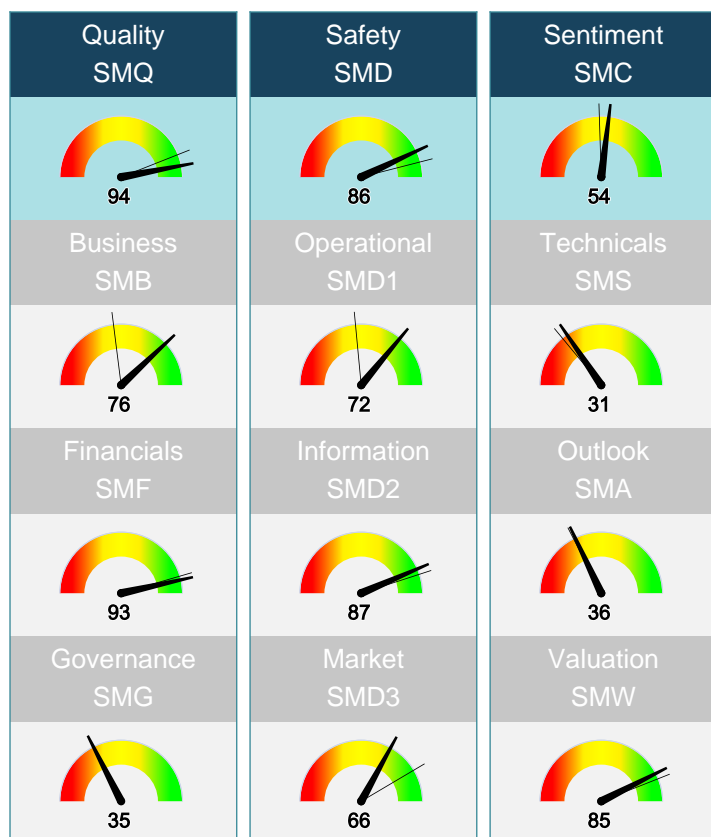 Quality
SMQ
94
Business
SMB
76
Financials
SMF
93
Governance
SMG
35
Safety
SMD
86
Operational
SMD1
72
Information
SMD2
87
Market
SMD3
66
Sentiment
SMC
54
Technicals
SMS
31
Outlook
SMA
36
Valuation
SMW
85